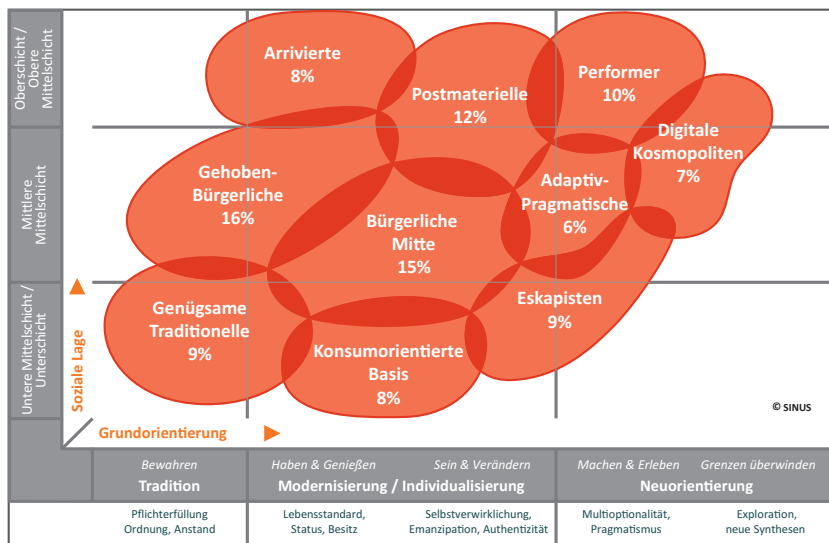 Oberschicht /
Obere
Mittelschicht
Mittlere
Mittelschicht
Untere Mittelschicht /
Unterschicht
Soziale Lage
Arrivierte
8%
Postmaterielle
12%
Performer
10%
Digitale
Kosmopoliten
7%
Gehoben-
Bürgerliche
16%
Adaptiv-
Pragmatische
6%
Bürgerliche
Mitte
15%
Genügsame
Traditionelle
9%
Konsumorientierte
Basis
8%
Eskapisten
9%
© SINUS
Grundorientierung
Bewahren
Tradition
Haben & Genießen
Sein & Verändern
Modernisierung / Individualisierung
Machen & Erleben
Grenzen überwinden
Neuorientierung
Pflichterfüllung
Ordnung, Anstand
Lebensstandard,
Status, Besitz
Selbstverwirklichung,
Emanzipation, Authentizität
Multioptionalität,
Pragmatismus
Exploration,
neue Synthesen